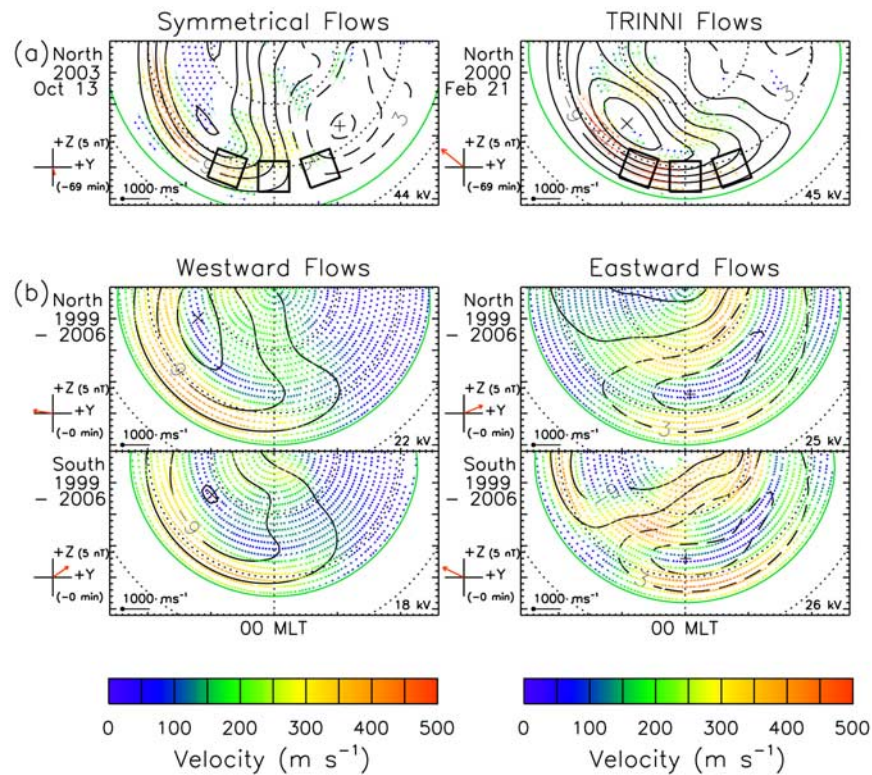 Symmetrical Flows
TRINNI Flows
(a)
North
2003
Oct 13
+Z (5 nT)
+Y
(-69 min)
1000 ms⁻¹
3
+
44 kV
North
2000
Feb 21
+Z (5 nT)
+Y
(-69 min)
1000 ms⁻¹
×
3
45 kV
Westward Flows
Eastward Flows
(b)
North
1999
- 2006
+Z (5 nT)
+Y
(-0 min)
1000 ms⁻¹
×
22 kV
North
1999
- 2006
+Z (5 nT)
+Y
(-0 min)
1000 ms⁻¹
3
+
25 kV
South
1999
- 2006
+Z (5 nT)
+Y
(-0 min)
1000 ms⁻¹
18 kV
South
1999
- 2006
+Z (5 nT)
+Y
(-0 min)
1000 ms⁻¹
3
+
26 kV
00 MLT
00 MLT
0 100 200 300 400 500
Velocity (m s⁻¹)
0 100 200 300 400 500
Velocity (m s⁻¹)